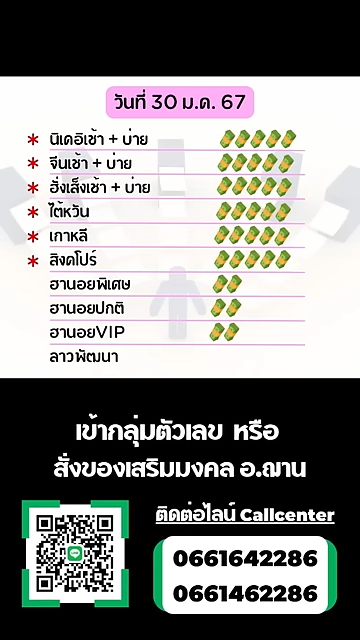 วันที่ 30 ม.ค. 67
* นิเคอิเช้า + บ่าย
* จีนเช้า + บ่าย
* ฮั่งเส็งเช้า + บ่าย
* ไต้หวัน
* เกาหลี
* สิงคโปร์
ฮานอยพิเศษ
ฮานอยปกติ
ฮานอยVIP
ลาวพัฒนา
เข้ากลุ่มตัวเลข หรือ
สั่งของเสริมมงคล อ.ฌาน
ติดต่อไลน์ Callcenter
0661642286
0661462286